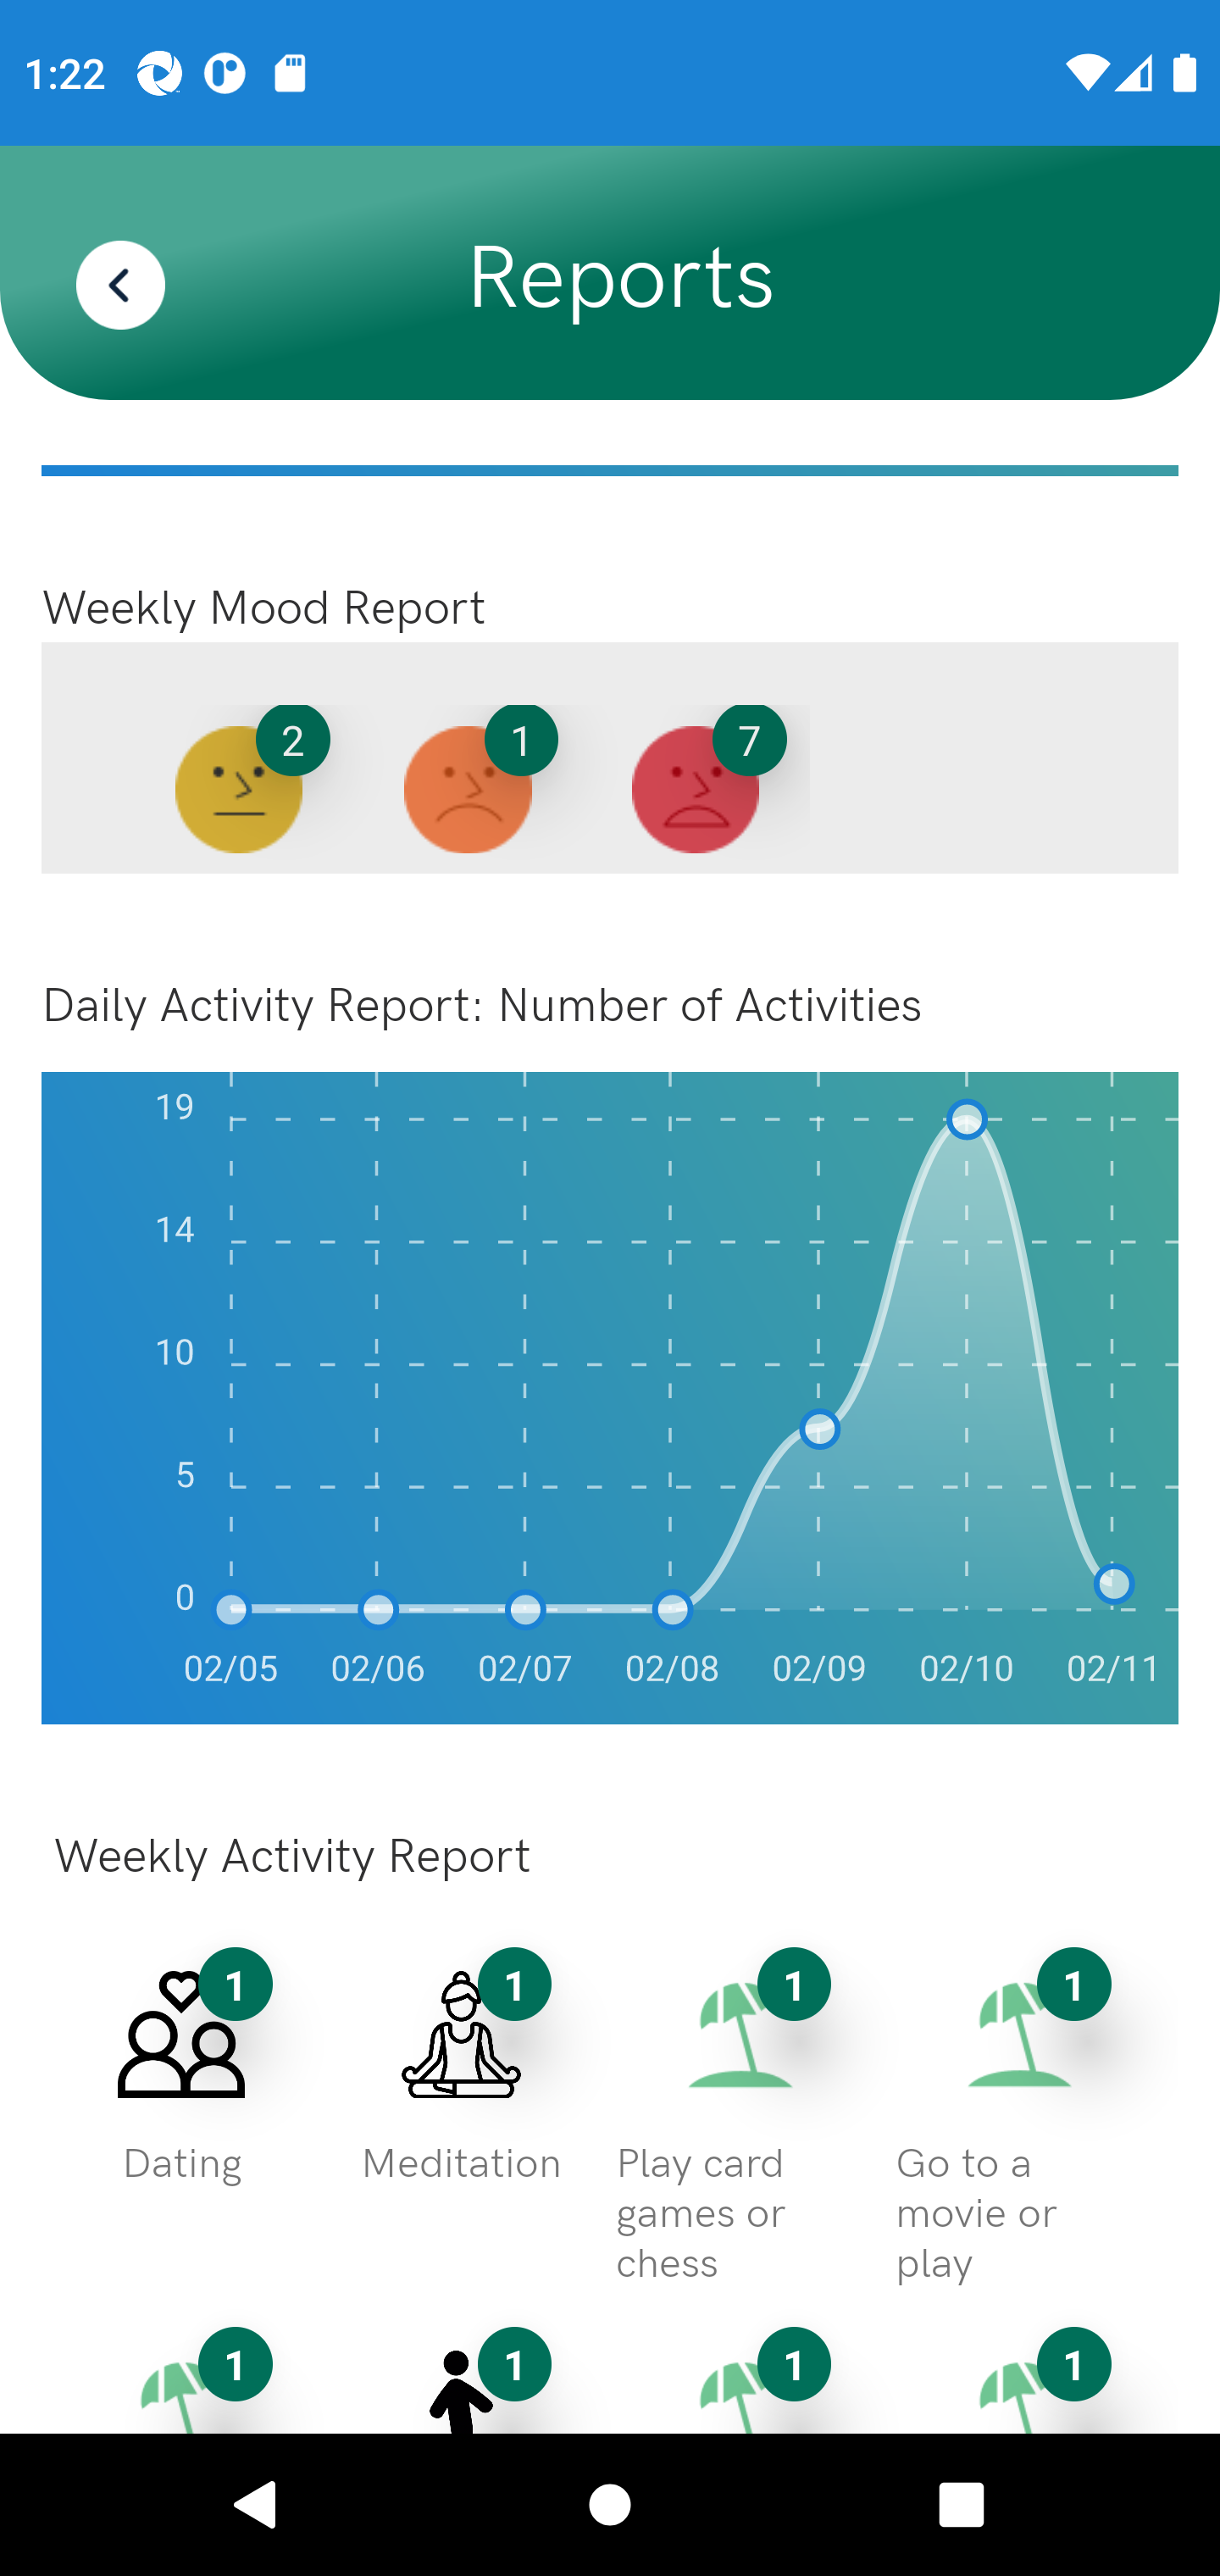 1:22
Reports
Weekly Mood Report
2 1 7
Daily Activity Report: Number of Activities
19
14
10
5
0
02/05 02/06 02/07 02/08 02/09 02/10 02/11
Weekly Activity Report
1 1 1 1
Dating Meditation Play card Go to a
games or movie or
chess play
1 1 1 1